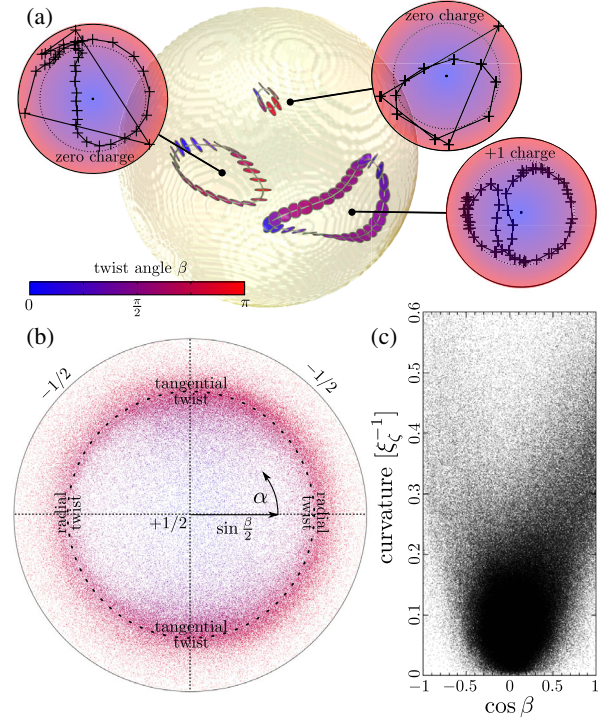 (a)
zero charge
zero charge
+1 charge
twist angle β
0
π/2
π
(b)
−1/2
−1/2
tangential
twist
radial
twist
radial
twist
α
+1/2
sin β/2
tangential
twist
(c)
curvature [ξ_ζ^−1]
0.6
0.5
0.4
0.3
0.2
0.1
0
−1
−0.5
0
0.5
1
cos β